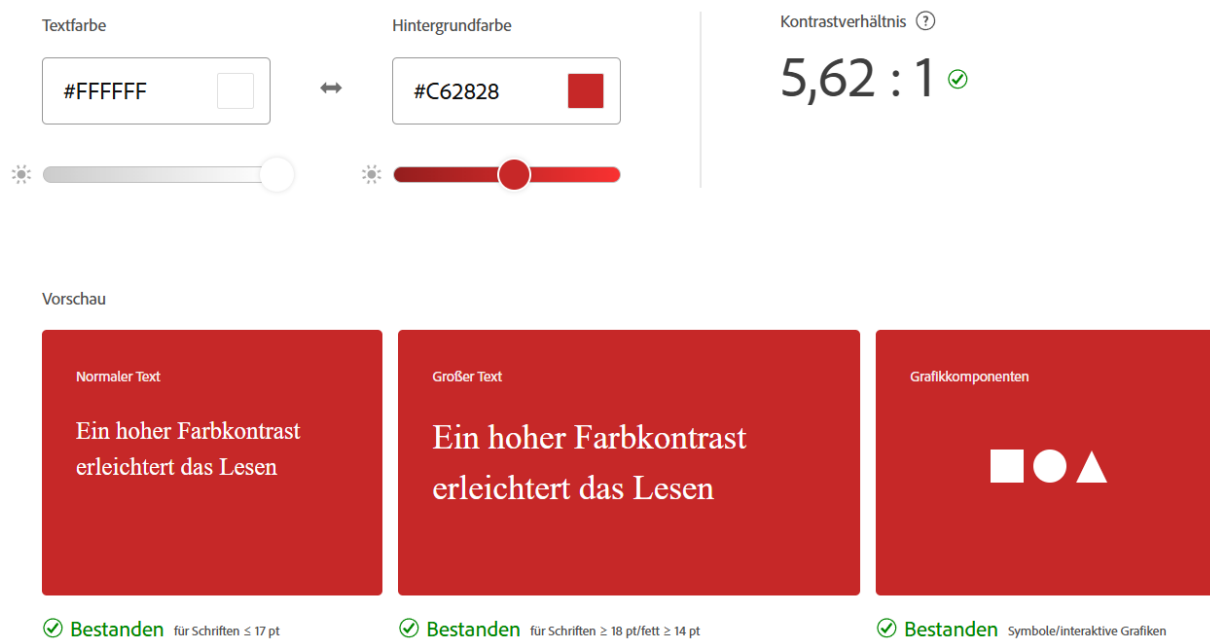 Textfarbe
Hintergrundfarbe
Kontrastverhältnis ?
#FFFFFF
#C62828
5,62 : 1
Vorschau
Normaler Text
Ein hoher Farbkontrast
erleichtert das Lesen
Großer Text
Ein hoher Farbkontrast
erleichtert das Lesen
Grafikkomponenten
Bestanden für Schriften ≤ 17 pt
Bestanden für Schriften ≥ 18 pt/fett ≥ 14 pt
Bestanden Symbole/interaktive Grafiken